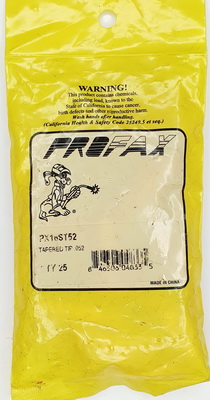 WARNING!
This product contains chemicals,
including lead, known to the
State of California to cause cancer,
birth defects and other reproductive harm.
Wash hands after handling.
(California Health & Safety Code 25249.5 et seq.)
PROFAX
PX16ST52
TAPERED TIP .052
25
MADE IN CHINA